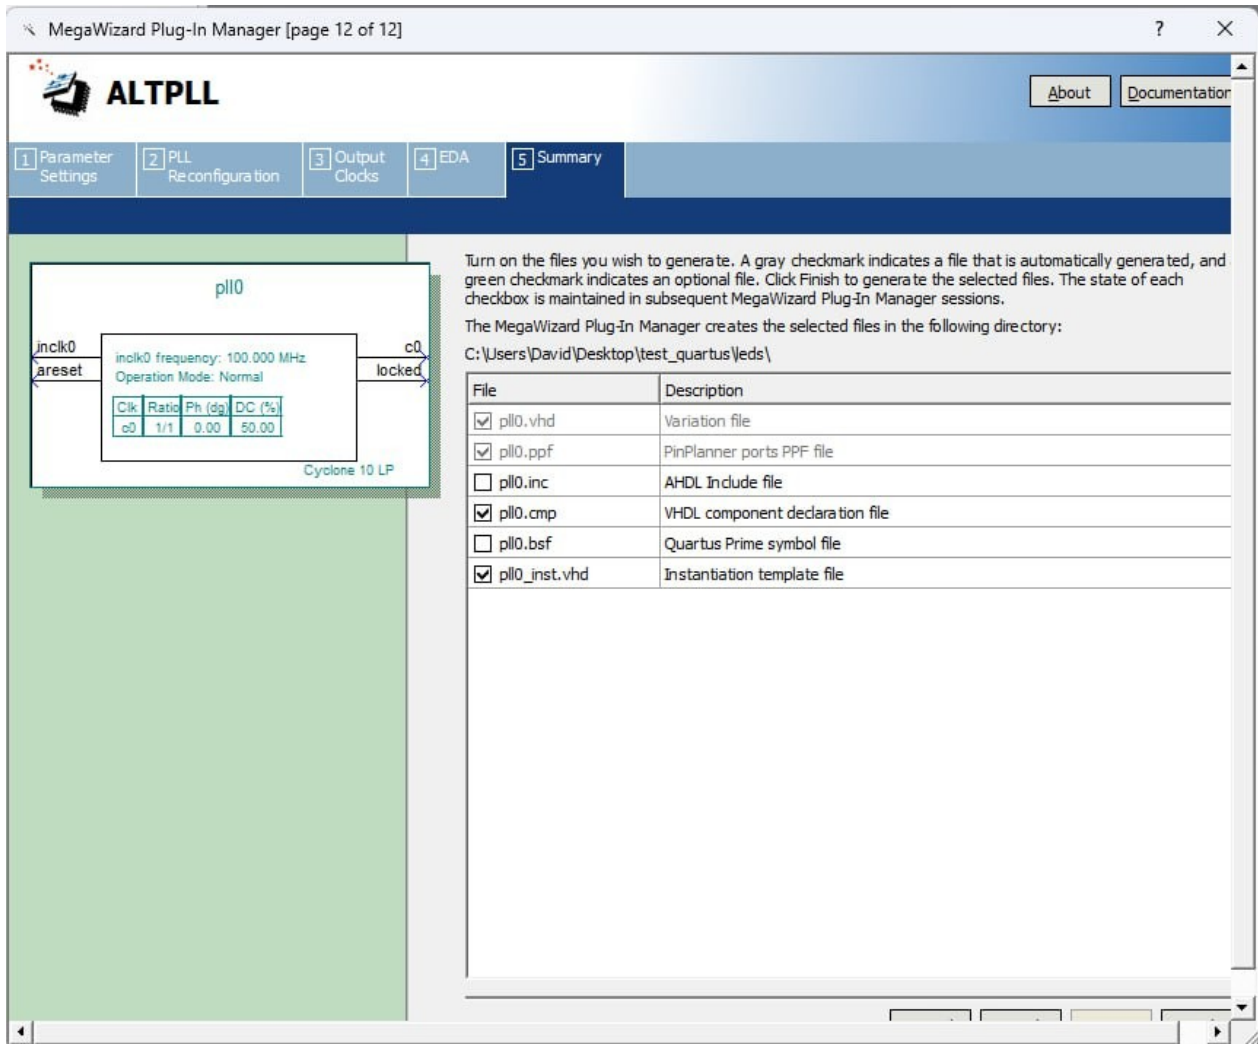 MegaWizard Plug-In Manager [page 12 of 12]
?
ALTPLL
About
Documentation
1 Parameter Settings
2 PLL Reconfiguration
3 Output Clocks
4 EDA
5 Summary
pll0
inclk0
areset
inclk0 frequency: 100.000 MHz
Operation Mode: Normal
Clk Ratio Ph (dg) DC (%)
c0 1/1 0.00 50.00
c0
locked
Cyclone 10 LP
Turn on the files you wish to generate. A gray checkmark indicates a file that is automatically generated, and
green checkmark indicates an optional file. Click Finish to generate the selected files. The state of each
checkbox is maintained in subsequent MegaWizard Plug-In Manager sessions.
The MegaWizard Plug-In Manager creates the selected files in the following directory:
C:\Users\David\Desktop\test_quartus\leds\
File Description
pll0.vhd Variation file
pll0.ppf PinPlanner ports PPF file
pll0.inc AHDL Include file
pll0.cmp VHDL component declaration file
pll0.bsf Quartus Prime symbol file
pll0_inst.vhd Instantiation template file